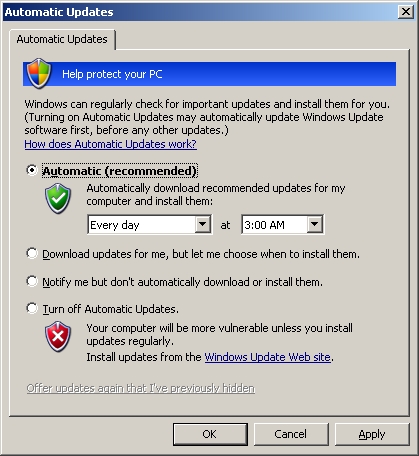 Automatic Updates
Automatic Updates
Help protect your PC
Windows can regularly check for important updates and install them for you.
(Turning on Automatic Updates may automatically update Windows Update
software first, before any other updates.)
How does Automatic Updates work?
Automatic (recommended)
Automatically download recommended updates for my
computer and install them:
Every day at 3:00 AM
Download updates for me, but let me choose when to install them.
Notify me but don't automatically download or install them.
Turn off Automatic Updates.
Your computer will be more vulnerable unless you install
updates regularly.
Install updates from the Windows Update Web site.
Offer updates again that I've previously hidden
OK Cancel Apply